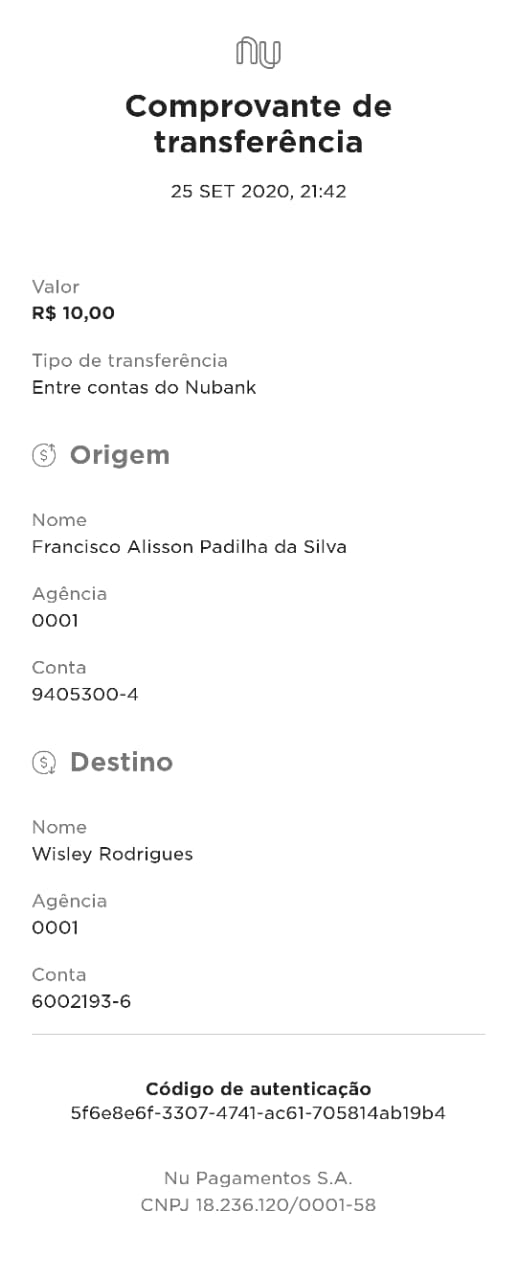 nu
Comprovante de
transferência
25 SET 2020, 21:42
Valor
R$ 10,00
Tipo de transferência
Entre contas do Nubank
Origem
Nome
Francisco Alisson Padilha da Silva
Agência
0001
Conta
9405300-4
Destino
Nome
Wisley Rodrigues
Agência
0001
Conta
6002193-6
Código de autenticação
5f6e8e6f-3307-4741-ac61-705814ab19b4
Nu Pagamentos S.A.
CNPJ 18.236.120/0001-58